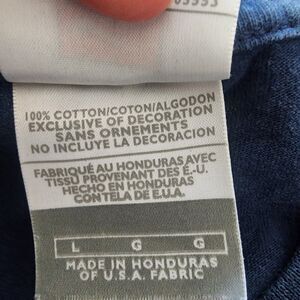 100% COTTON/COTON/ALGODON
EXCLUSIVE OF DECORATION
SANS ORNEMENTS
NO INCLUYE LA DECORACION
FABRIQUÉ AU HONDURAS AVEC
TISSU PROVENANT DES É.-U.
HECHO EN HONDURAS
CON TELA DE E.U.A.
L G G
MADE IN HONDURAS
OF U.S.A. FABRIC